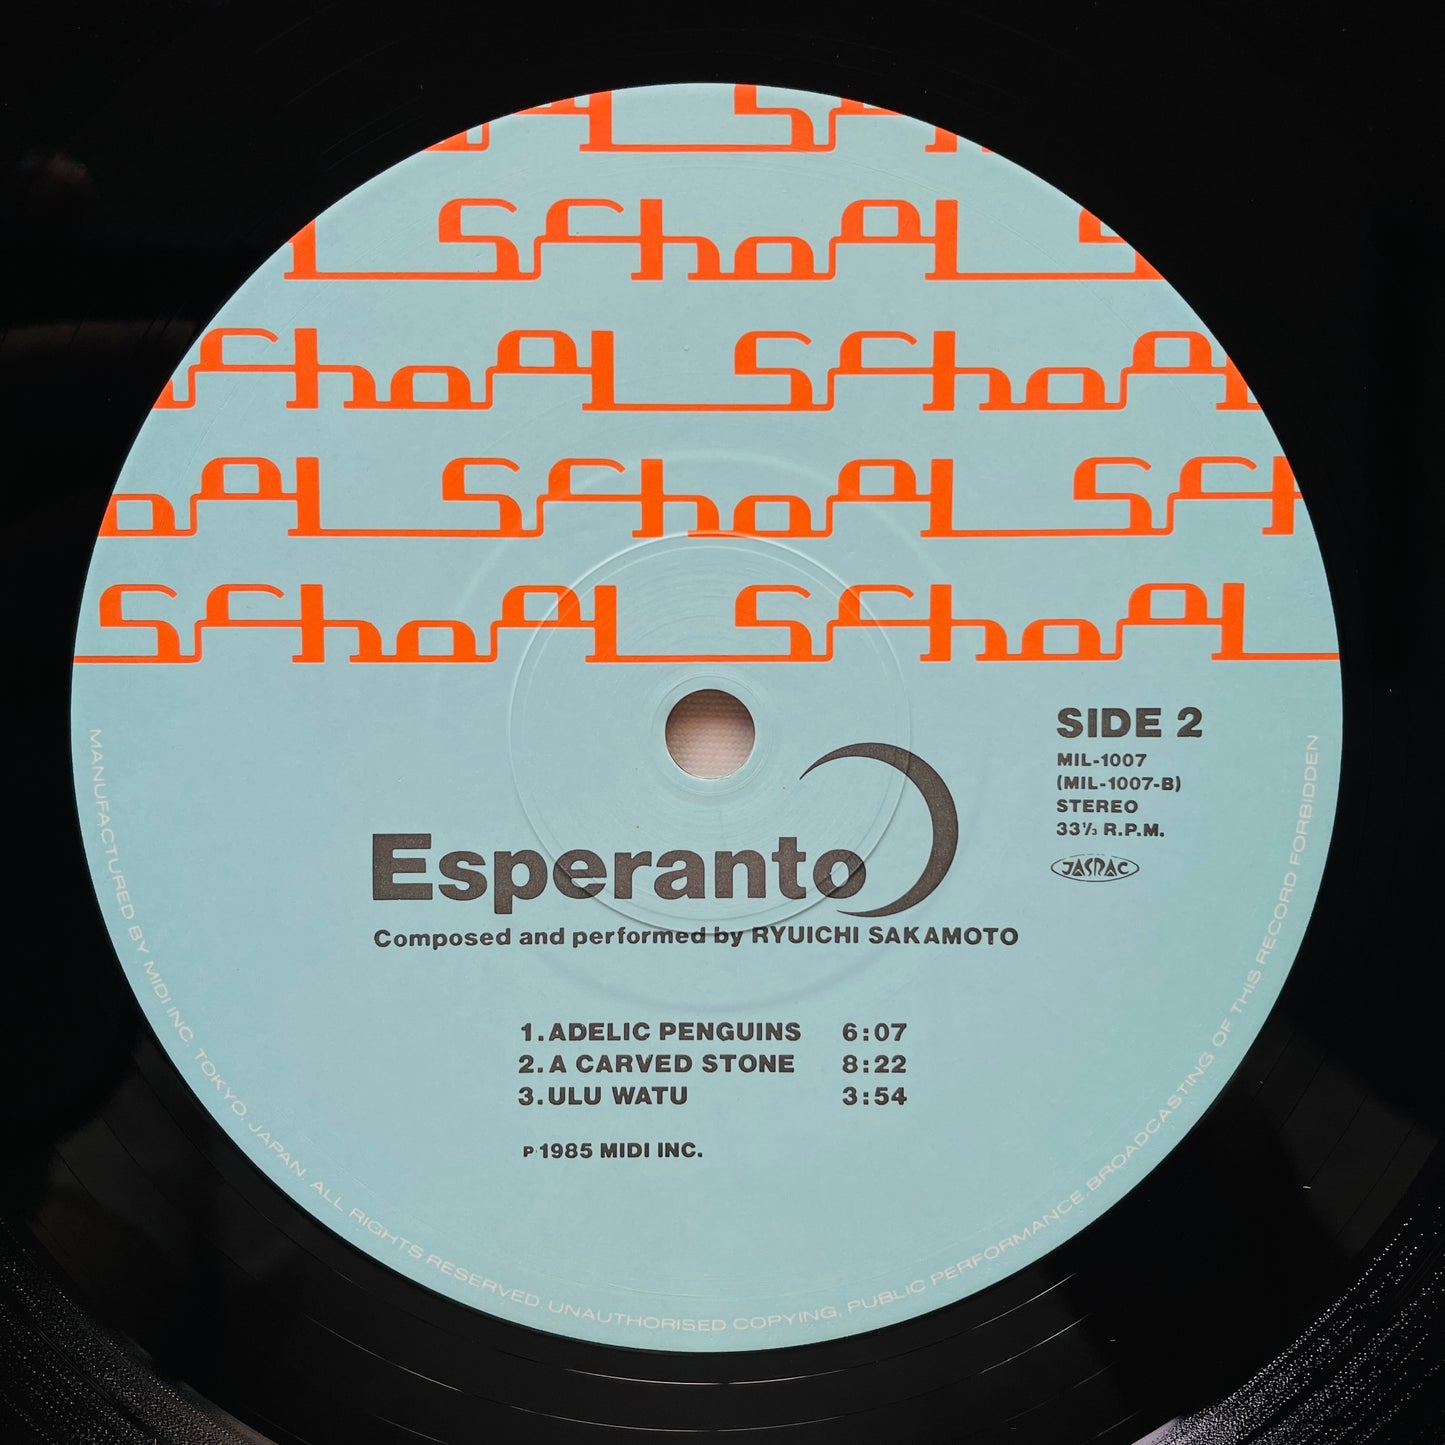 School
School School
School School School
School School
SIDE 2
MIL-1007
(MIL-1007-B)
STEREO
33⅓ R.P.M.
JASRAC
Esperanto
Composed and performed by RYUICHI SAKAMOTO
1. ADELIC PENGUINS 6:07
2. A CARVED STONE 8:22
3. ULU WATU 3:54
P 1985 MIDI INC.
MANUFACTURED BY MIDI INC. TOKYO, JAPAN. ALL RIGHTS RESERVED. UNAUTHORISED COPYING, PUBLIC PERFORMANCE, BROADCASTING OF THIS RECORD FORBIDDEN